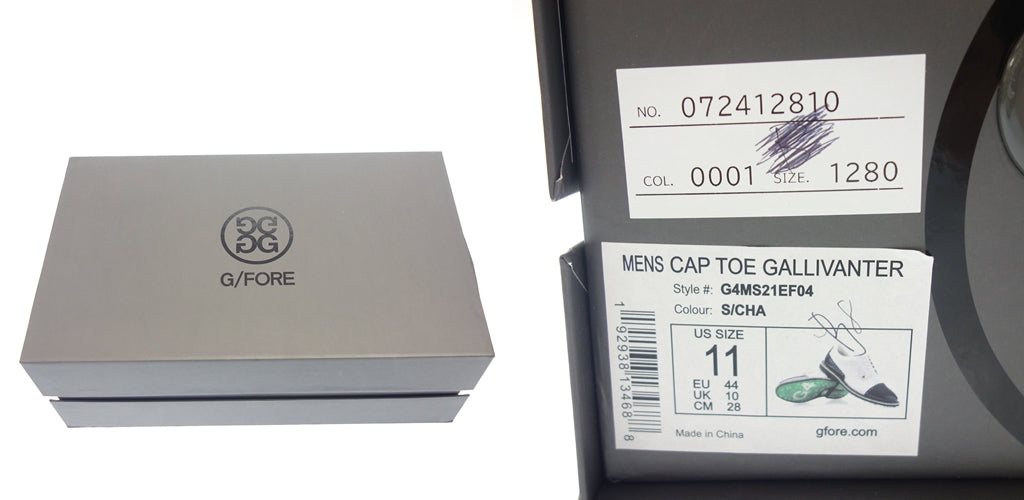 G/FORE
NO. 072412810
COL. 0001 SIZE. 1280
MENS CAP TOE GALLIVANTER
Style #: G4MS21EF04
Colour: S/CHA
US SIZE
11
EU 44
UK 10
CM 28
1 92938 13468 8
Made in China
gfore.com